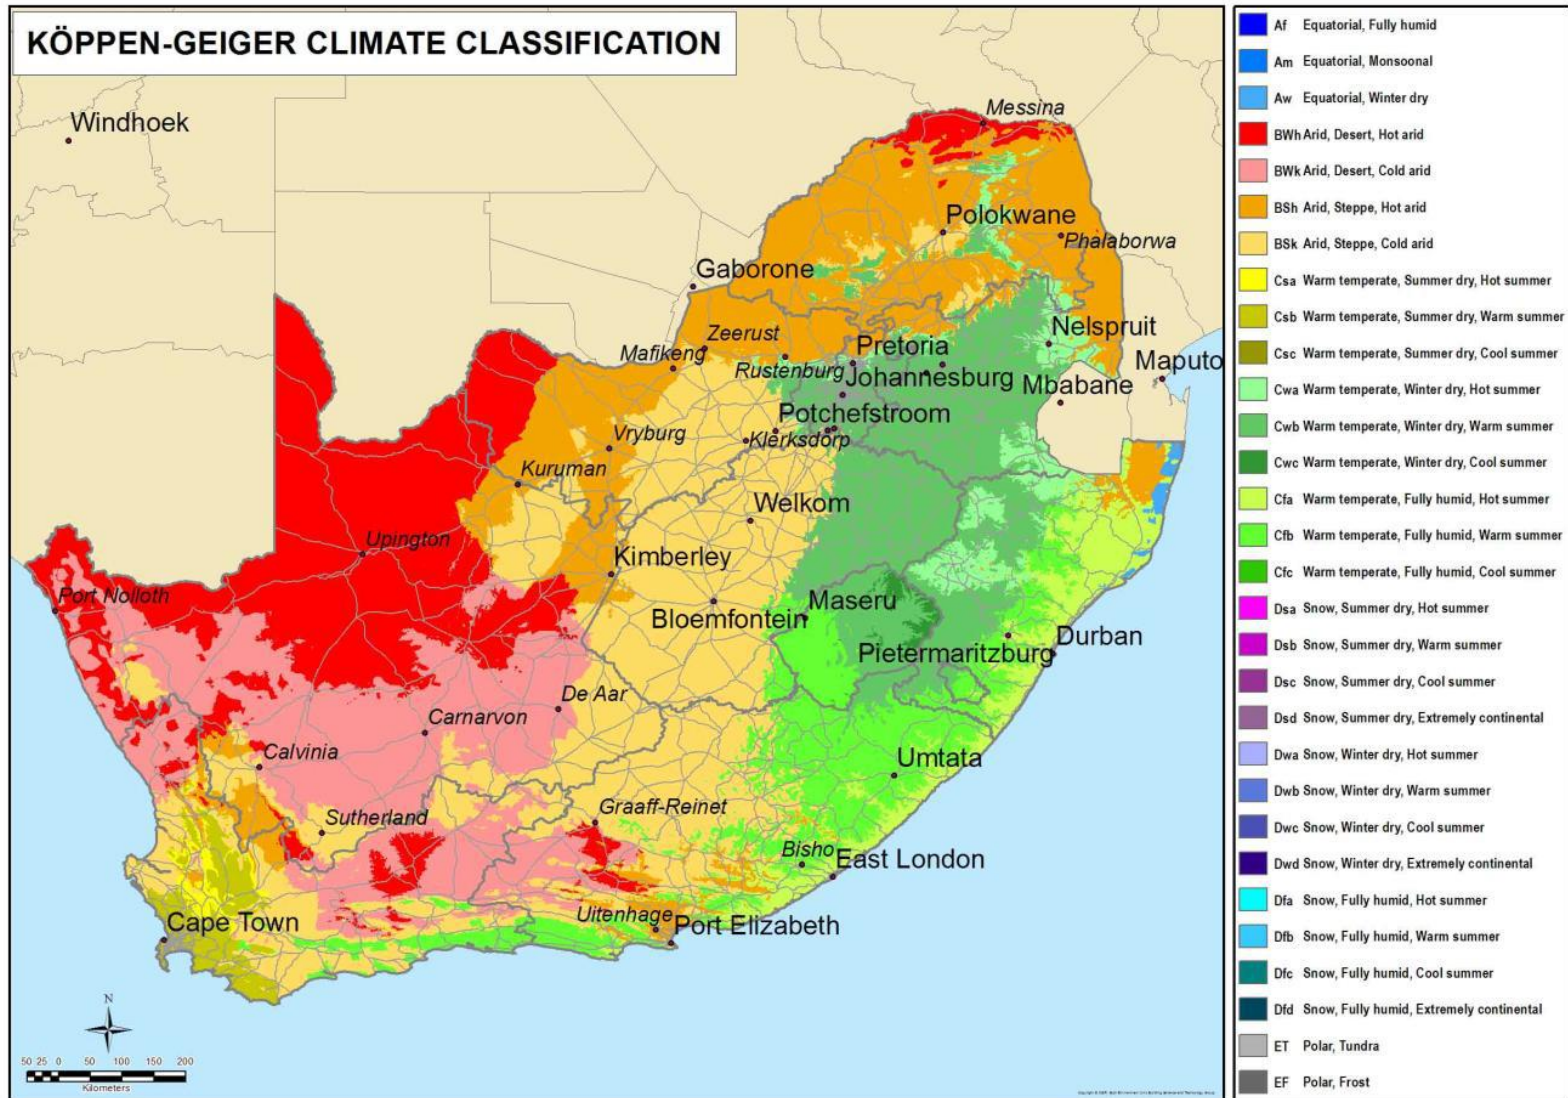 KÖPPEN-GEIGER CLIMATE CLASSIFICATION
Windhoek
Messina
Polokwane
Phalaborwa
Gaborone
Zeerust
Nelspruit
Mafikeng
Pretoria
Rustenburg
Maputo
Johannesburg
Mbabane
Potchefstroom
Vryburg
Klerksdorp
Kuruman
Welkom
Upington
Kimberley
Port Nolloth
Maseru
Bloemfontein
Durban
Pietermaritzburg
De Aar
Carnarvon
Calvinia
Umtata
Graaff-Reinet
Sutherland
Bisho
East London
Cape Town
Uitenhage
Port Elizabeth
N
50 25 0 50 100 150 200
Kilometers
Af Equatorial, Fully humid
Am Equatorial, Monsoonal
Aw Equatorial, Winter dry
BWh Arid, Desert, Hot arid
BWk Arid, Desert, Cold arid
BSh Arid, Steppe, Hot arid
BSk Arid, Steppe, Cold arid
Csa Warm temperate, Summer dry, Hot summer
Csb Warm temperate, Summer dry, Warm summer
Csc Warm temperate, Summer dry, Cool summer
Cwa Warm temperate, Winter dry, Hot summer
Cwb Warm temperate, Winter dry, Warm summer
Cwc Warm temperate, Winter dry, Cool summer
Cfa Warm temperate, Fully humid, Hot summer
Cfb Warm temperate, Fully humid, Warm summer
Cfc Warm temperate, Fully humid, Cool summer
Dsa Snow, Summer dry, Hot summer
Dsb Snow, Summer dry, Warm summer
Dsc Snow, Summer dry, Cool summer
Dsd Snow, Summer dry, Extremely continental
Dwa Snow, Winter dry, Hot summer
Dwb Snow, Winter dry, Warm summer
Dwc Snow, Winter dry, Cool summer
Dwd Snow, Winter dry, Extremely continental
Dfa Snow, Fully humid, Hot summer
Dfb Snow, Fully humid, Warm summer
Dfc Snow, Fully humid, Cool summer
Dfd Snow, Fully humid, Extremely continental
ET Polar, Tundra
EF Polar, Frost